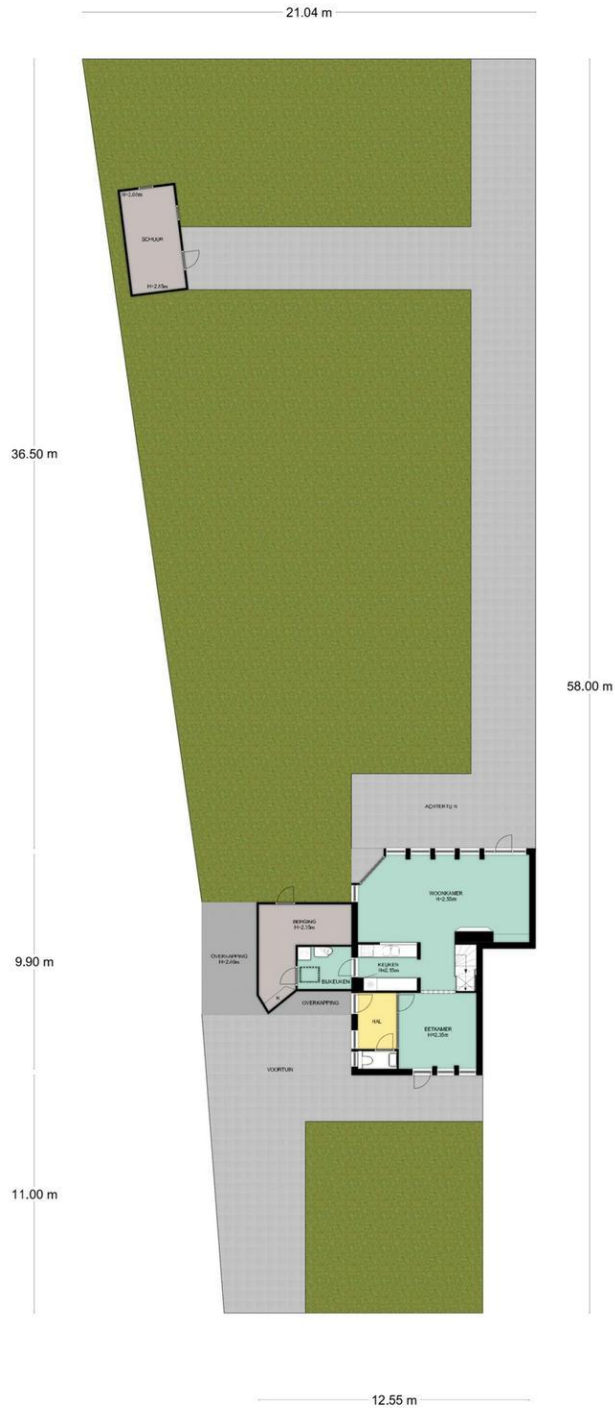 21.04 m
SCHUUR
36.50 m
58.00 m
ACHTERTUIN
WOONKAMER
BERGING
OVERKAPPING
KEUKEN
9.90 m
BIJKEUKEN
OVERKAPPING
HAL
EETKAMER
VOORTUIN
11.00 m
12.55 m